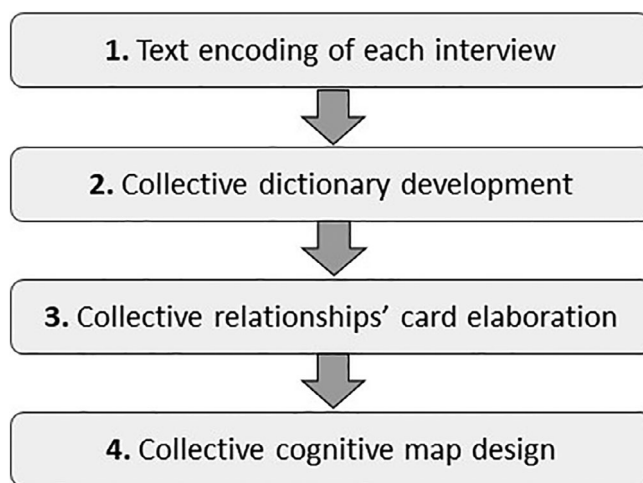 1. Text encoding of each interview
2. Collective dictionary development
3. Collective relationships’ card elaboration
4. Collective cognitive map design